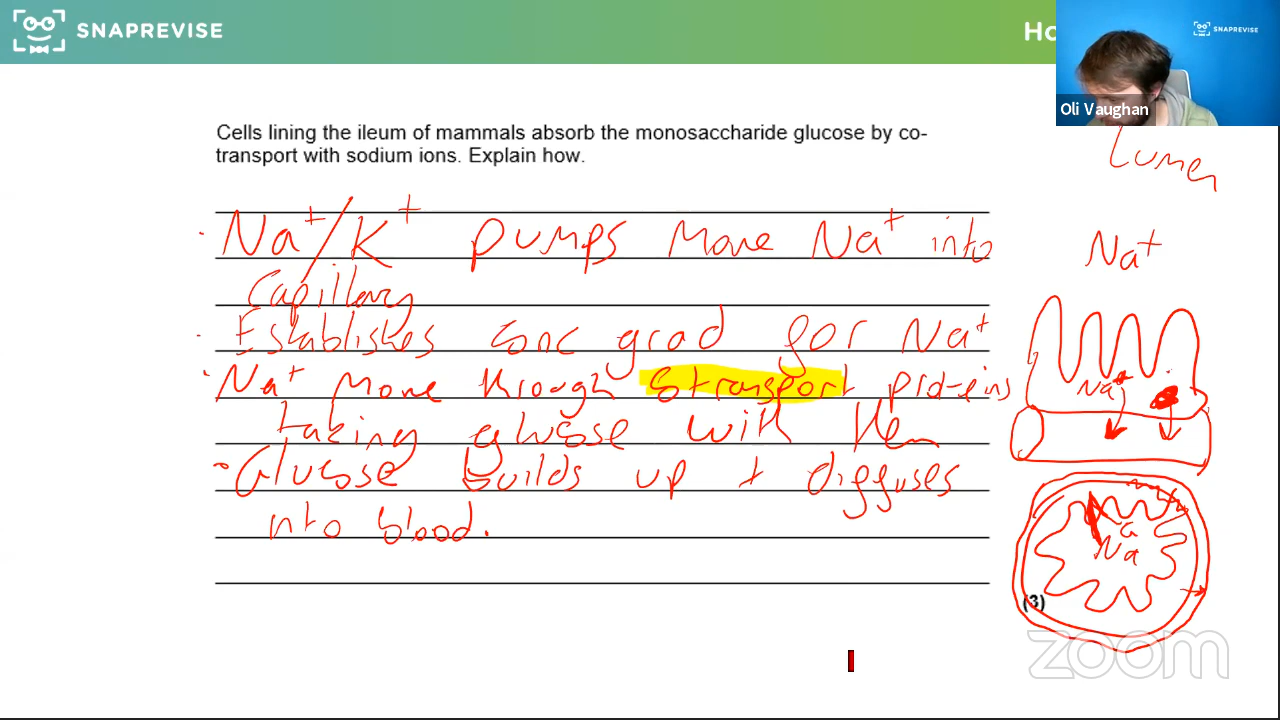 SNAPREVISE
Ho
SNAPREVISE
Oli Vaughan
Cells lining the ileum of mammals absorb the monosaccharide glucose by co-
transport with sodium ions. Explain how.
Lumen
· Na+/K+ pumps move Na+ into
capillary
· Establishes conc grad for Na+
· Na+ move through transport proteins
taking glucose with them
· Glucose builds up + diffuses
into blood.
(3)
Na+
Na+
Na
zoom